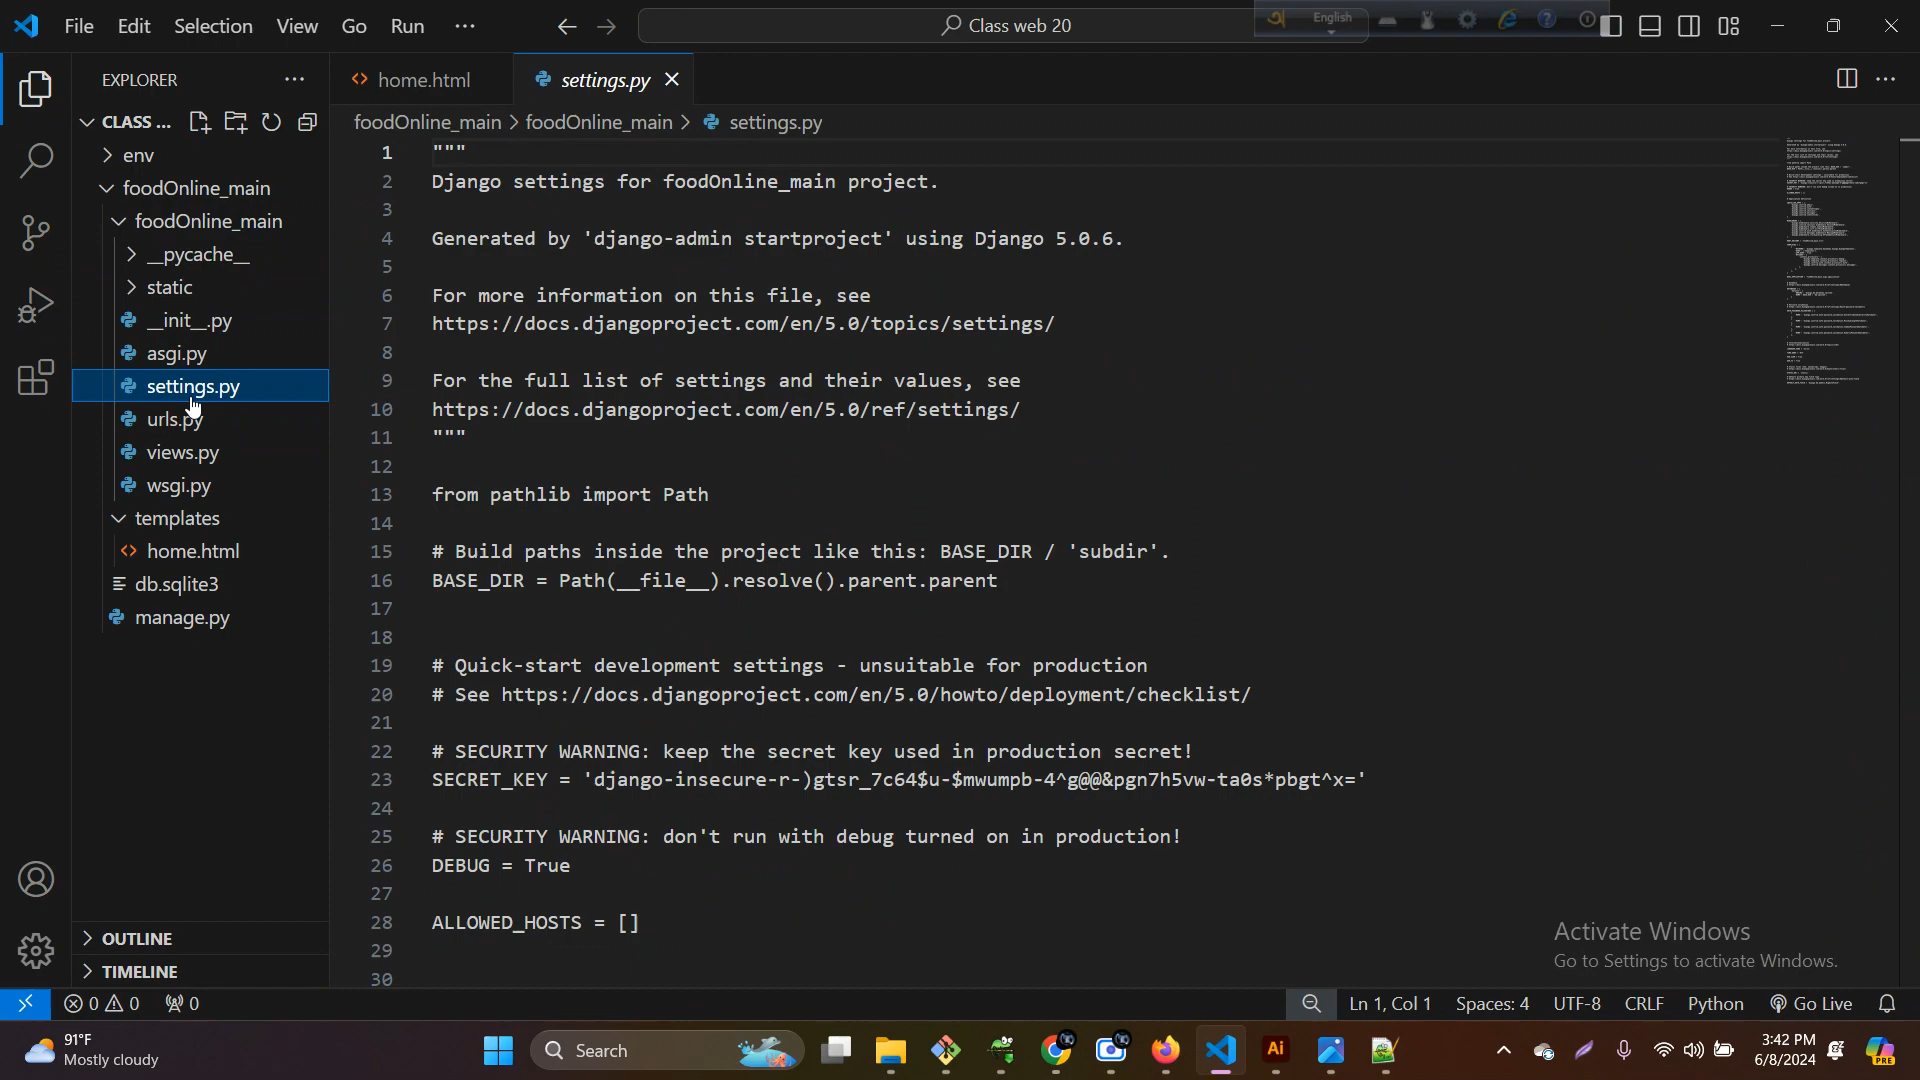 File Edit Selection View Go Run ···
Class web 20
English
EXPLORER
home.html
settings.py
CLASS ...
foodOnline_main > foodOnline_main > settings.py
env
foodOnline_main
foodOnline_main
__pycache__
static
__init__.py
asgi.py
settings.py
urls.py
views.py
wsgi.py
templates
home.html
db.sqlite3
manage.py
OUTLINE
TIMELINE
1 """
2 Django settings for foodOnline_main project.
3
4 Generated by 'django-admin startproject' using Django 5.0.6.
5
6 For more information on this file, see
7 https://docs.djangoproject.com/en/5.0/topics/settings/
8
9 For the full list of settings and their values, see
10 https://docs.djangoproject.com/en/5.0/ref/settings/
11 """
12
13 from pathlib import Path
14
15 # Build paths inside the project like this: BASE_DIR / 'subdir'.
16 BASE_DIR = Path(__file__).resolve().parent.parent
17
18
19 # Quick-start development settings - unsuitable for production
20 # See https://docs.djangoproject.com/en/5.0/howto/deployment/checklist/
21
22 # SECURITY WARNING: keep the secret key used in production secret!
23 SECRET_KEY = 'django-insecure-r-)gtsr_7c64$u-$mwumpb-4^g@@&pgn7h5vw-ta0s*pbgt^x='
24
25 # SECURITY WARNING: don't run with debug turned on in production!
26 DEBUG = True
27
28 ALLOWED_HOSTS = []
29
30
Activate Windows
Go to Settings to activate Windows.
0 0 0
Ln 1, Col 1 Spaces: 4 UTF-8 CRLF Python Go Live
91°F
Mostly cloudy
Search
Ai
3:42 PM
6/8/2024
PRE